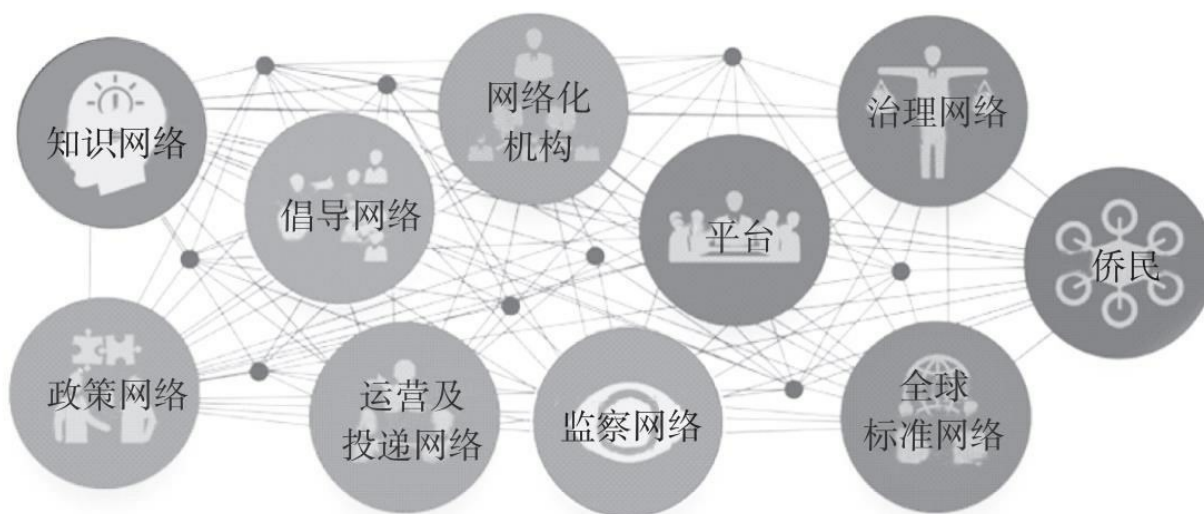 知识网络
倡导网络
网络化
机构
平台
治理网络
侨民
政策网络
运营及
投递网络
监察网络
全球
标准网络